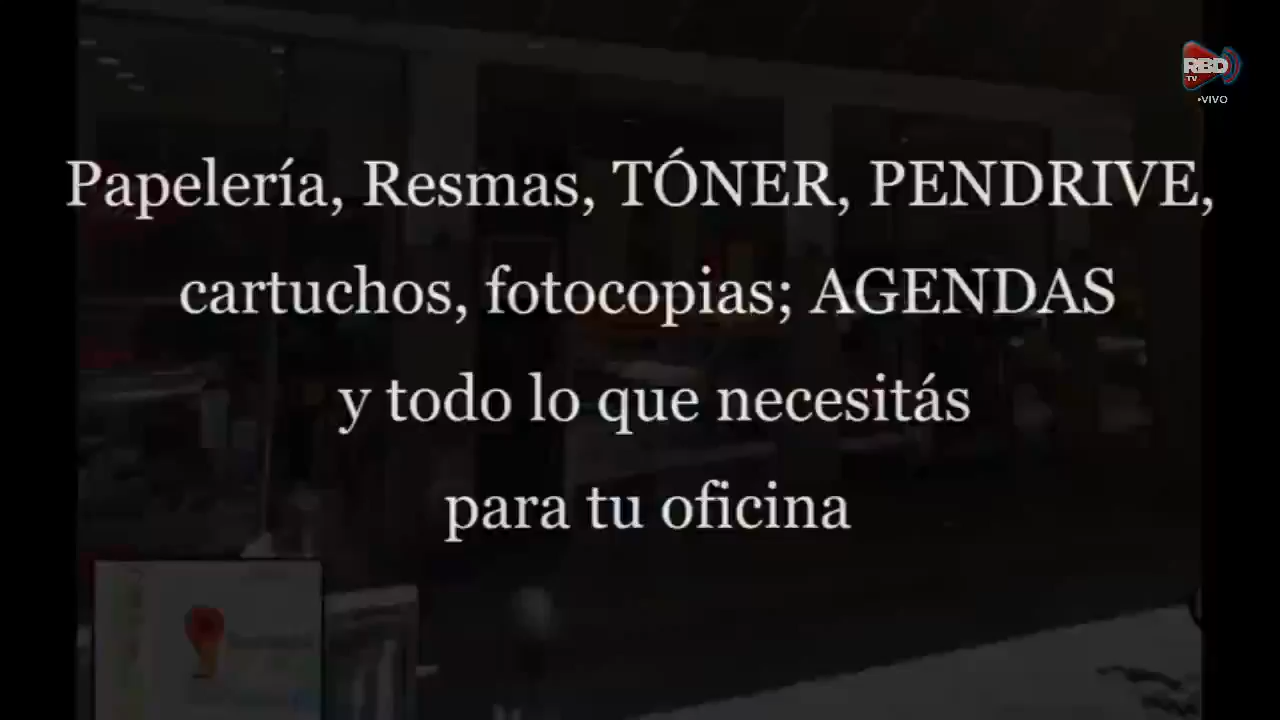 RBD
TV
•VIVO
Papelería, Resmas, TÓNER, PENDRIVE,
cartuchos, fotocopias; AGENDAS
y todo lo que necesitás
para tu oficina